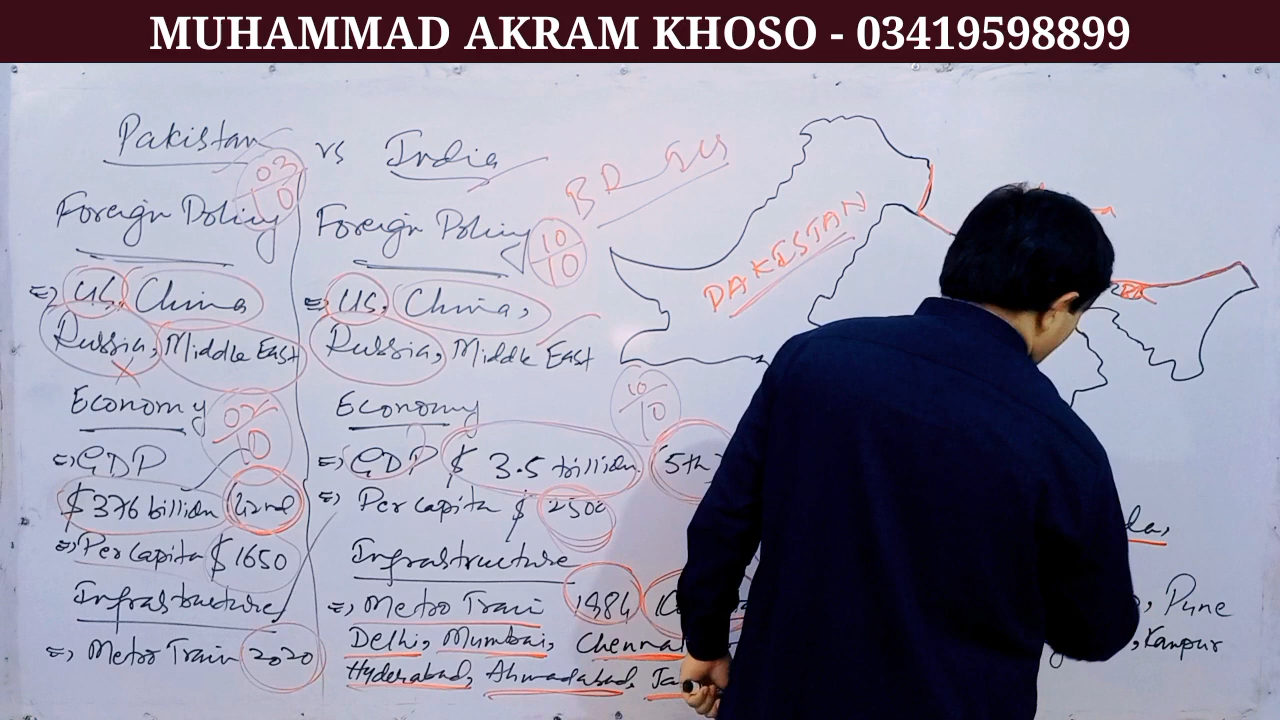 MUHAMMAD AKRAM KHOSO - 03419598899
Pakistan vs India
03/10
Foreign Policy
⇒ US, China
Russia, Middle East
Economy
02/10
⇒ GDP
$376 billion 42nd
⇒ Per Capita $1650
Infrastructure
⇒ Metro Train 2020
Foreign Policy
10/10
⇒ US, China,
Russia, Middle East
Economy
10/10
⇒ GDP $ 3.5 trillion (5th
⇒ Per Capita $ 2500
Infrastructure
⇒ Metro Train 1984
Delhi, Mumbai, Chennai
Hyderabad, Ahmadabad, Ja
PAKISTAN
, Pune
, Kanpur